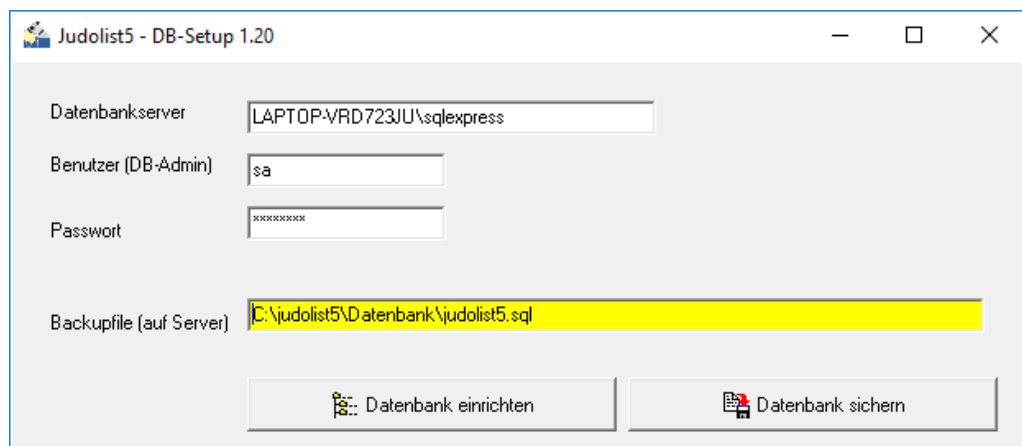 Judolist5 - DB-Setup 1.20
Datenbankserver
LAPTOP-VRD723JU\sqlexpress
Benutzer (DB-Admin)
sa
Passwort
********
Backupfile (auf Server)
C:\judolist5\Datenbank\judolist5.sql
Datenbank einrichten
Datenbank sichern